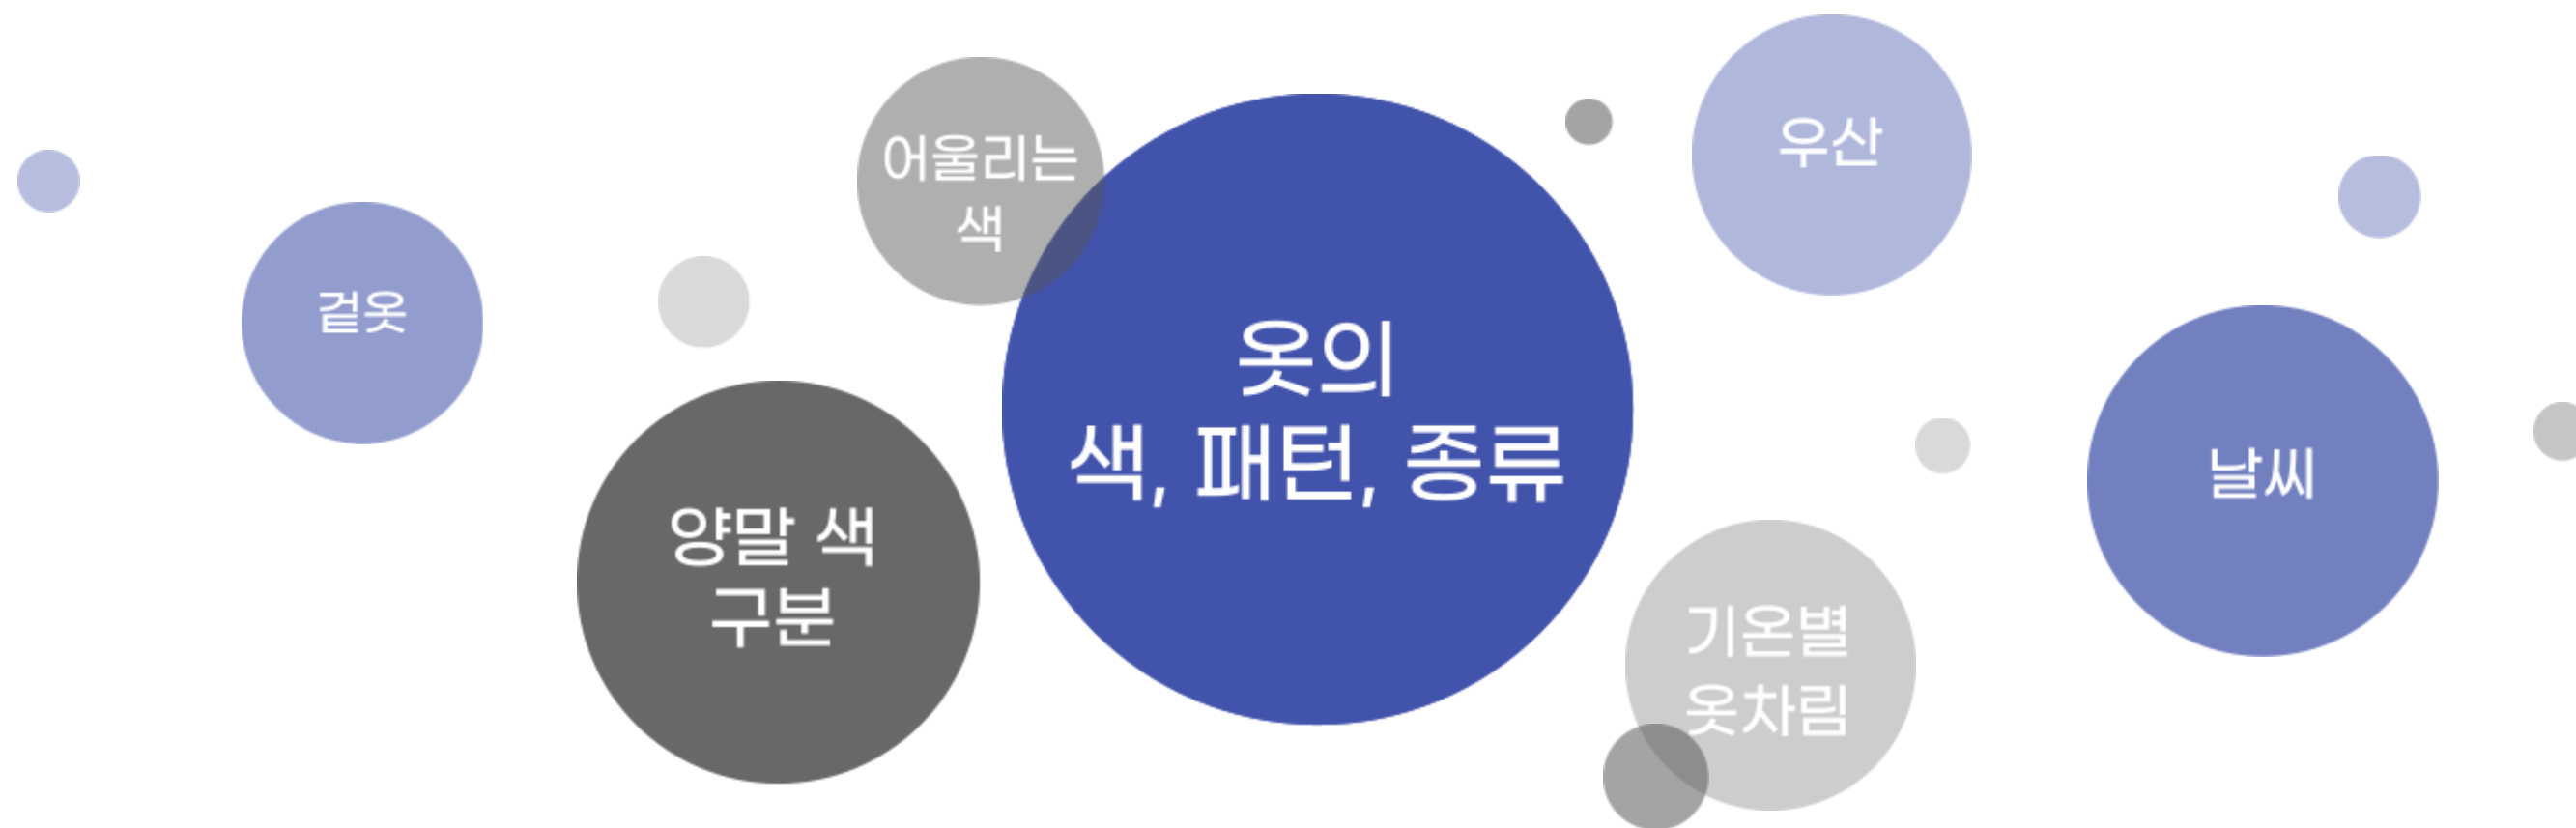 겉옷
어울리는
색
양말 색
구분
옷의
색, 패턴, 종류
우산
기온별
옷차림
날씨